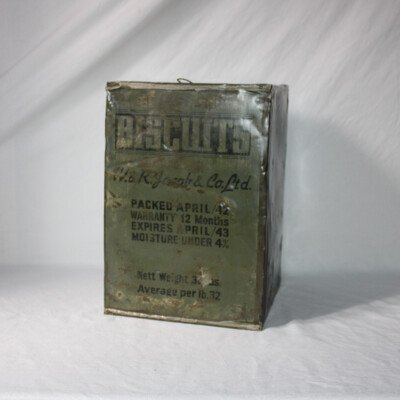 BISCUITS
W. & R. Jacob & Co. Ltd.
PACKED APRIL/42
WARRANTY 12 Months
EXPIRES APRIL/43
MOISTURE UNDER 4%
Nett Weight
Average per lb. 32